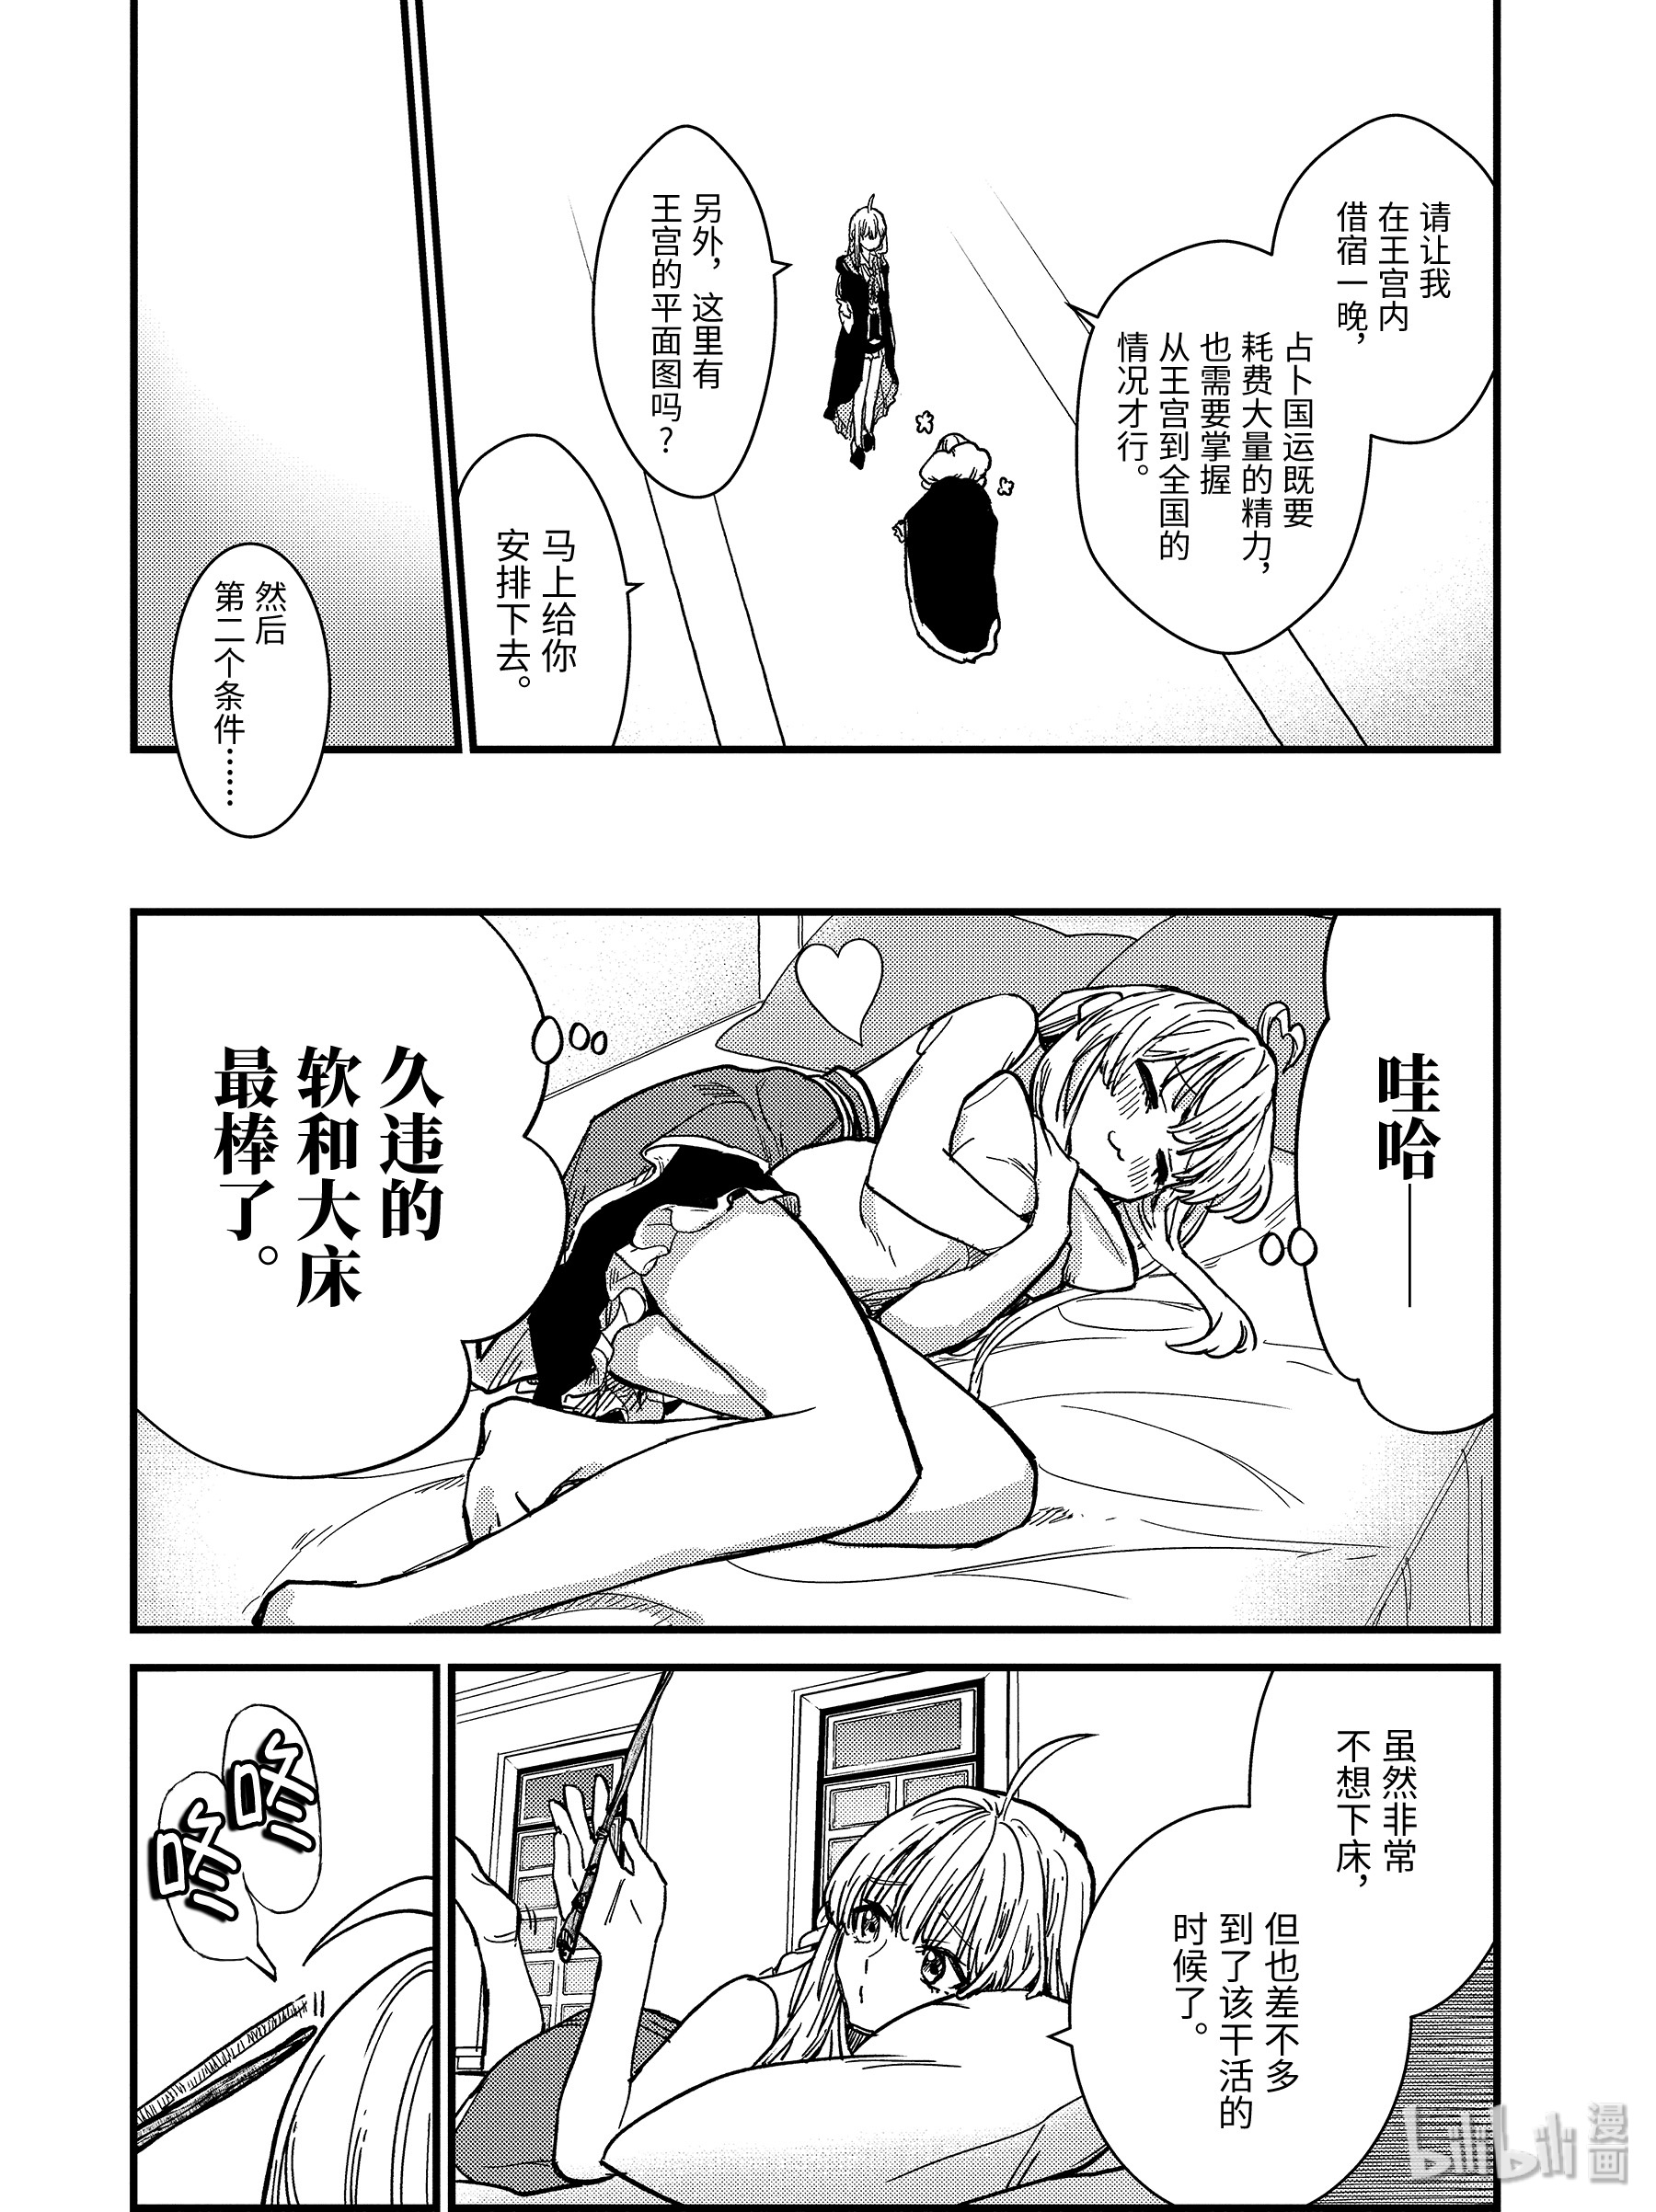 请让我
在王宫内
借宿一晚，
占卜国运既要
耗费大量的精力，
也需要掌握
从王宫到全国的
情况才行。
另外，这里有
王宫的平面图吗？
马上给你
安排下去。
然后
第二个条件……
哇哈——
久违的
软和大床
最棒了。
虽然非常
不想下床，
但也差不多
到了该干活的
时候了。
咚
咚
bilibili
漫画